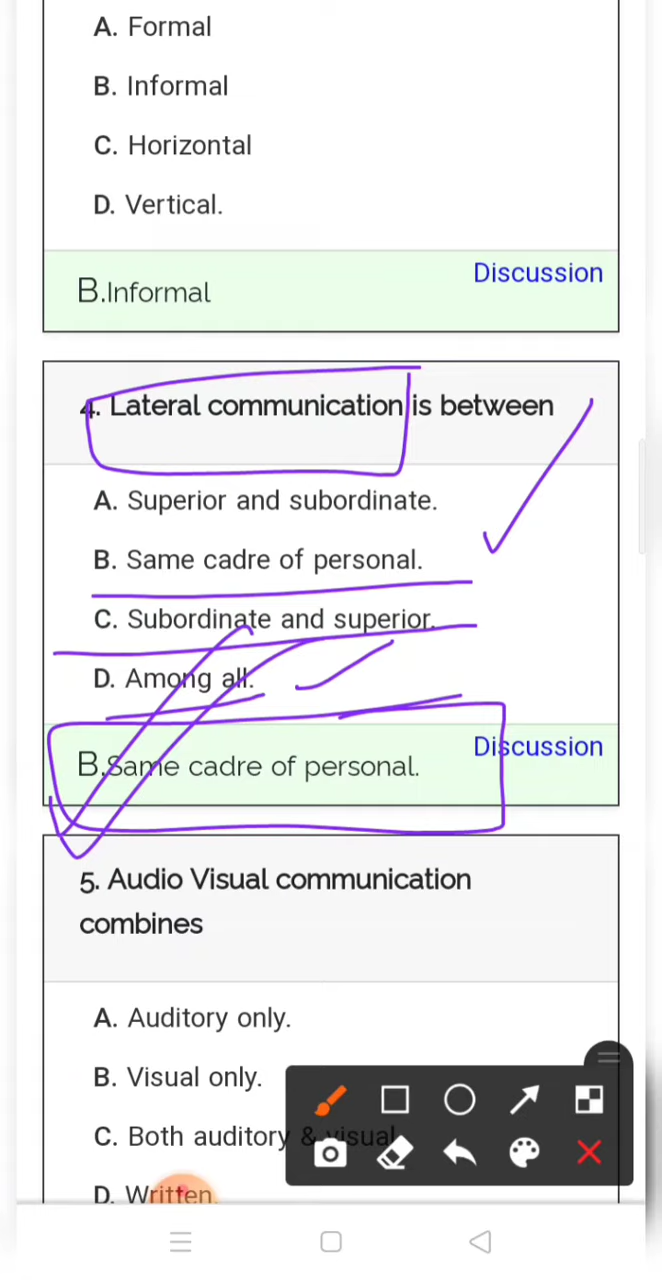 A. Formal
B. Informal
C. Horizontal
D. Vertical.
Discussion
B.Informal
4. Lateral communication is between
A. Superior and subordinate.
B. Same cadre of personal.
C. Subordinate and superior.
D. Among all.
Discussion
B.Same cadre of personal.
5. Audio Visual communication
combines
A. Auditory only.
B. Visual only.
C. Both auditory & visual
D. Written